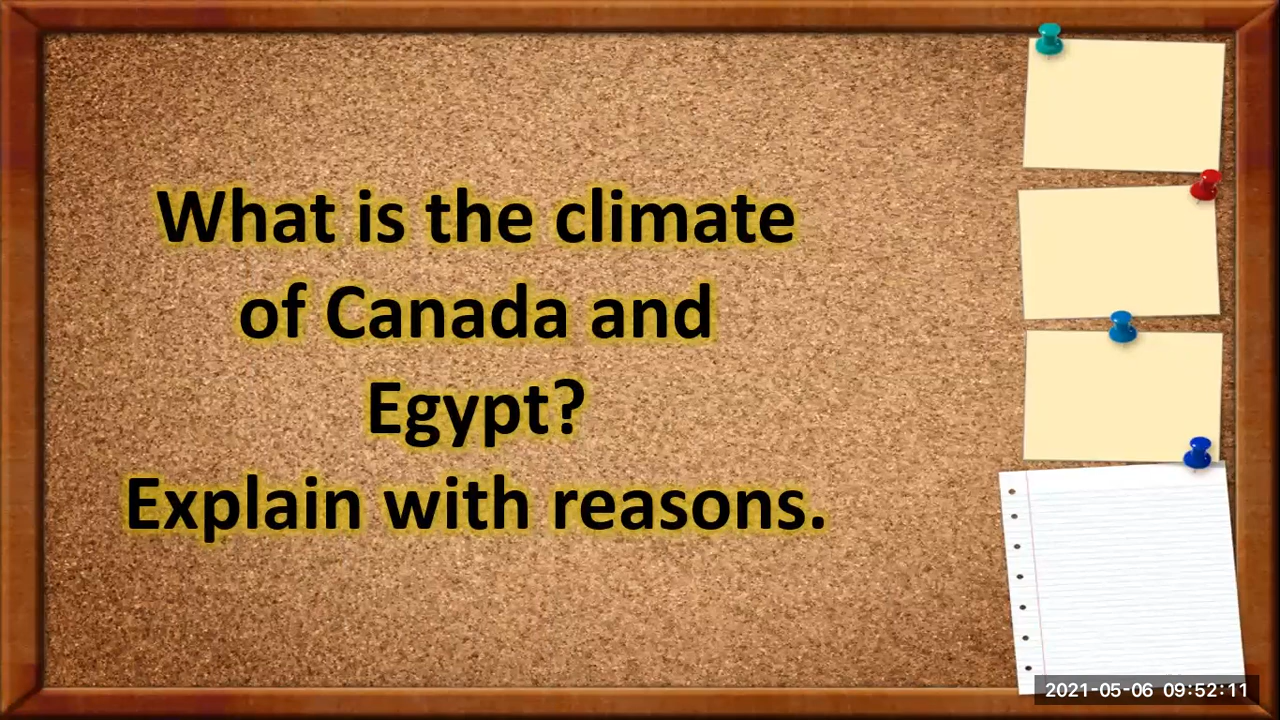 What is the climate
of Canada and
Egypt?
Explain with reasons.
2021-05-06 09:52:11